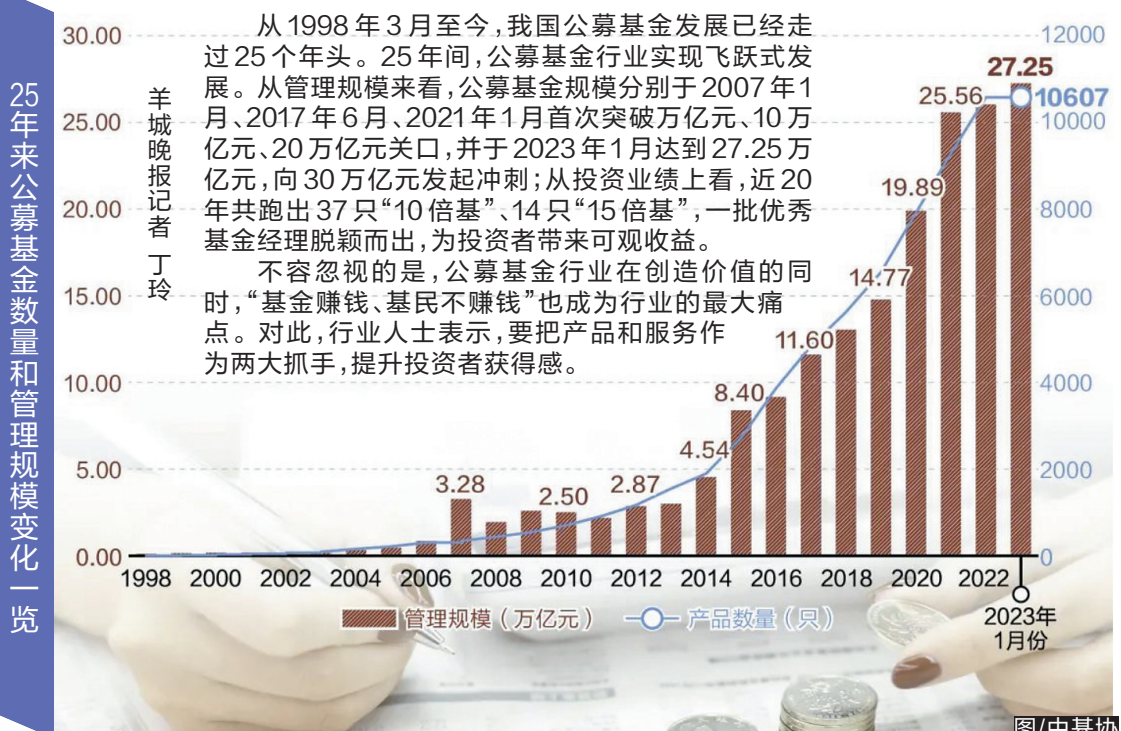 25年来公募基金数量和管理规模变化一览
羊城晚报记者 丁玲
从1998年3月至今,我国公募基金发展已经走
过25个年头。25年间,公募基金行业实现飞跃式发
展。从管理规模来看,公募基金规模分别于2007年1
月、2017年6月、2021年1月首次突破万亿元、10万
亿元、20万亿元关口,并于2023年1月达到27.25万
亿元,向30万亿元发起冲刺;从投资业绩上看,近20
年共跑出37只“10倍基”、14只“15倍基”,一批优秀
基金经理脱颖而出,为投资者带来可观收益。
不容忽视的是,公募基金行业在创造价值的同
时,“基金赚钱、基民不赚钱”也成为行业的最大痛
点。对此,行业人士表示,要把产品和服务作
为两大抓手,提升投资者获得感。
30.00
25.00
20.00
15.00
10.00
5.00
0.00
12000
10000
8000
6000
4000
2000
0
3.28
2.50
2.87
4.54
8.40
11.60
14.77
19.89
25.56
27.25
10607
1998 2000 2002 2004 2006 2008 2010 2012 2014 2016 2018 2020 2022
2023年
1月份
管理规模(万亿元) 产品数量(只)
图/中基协